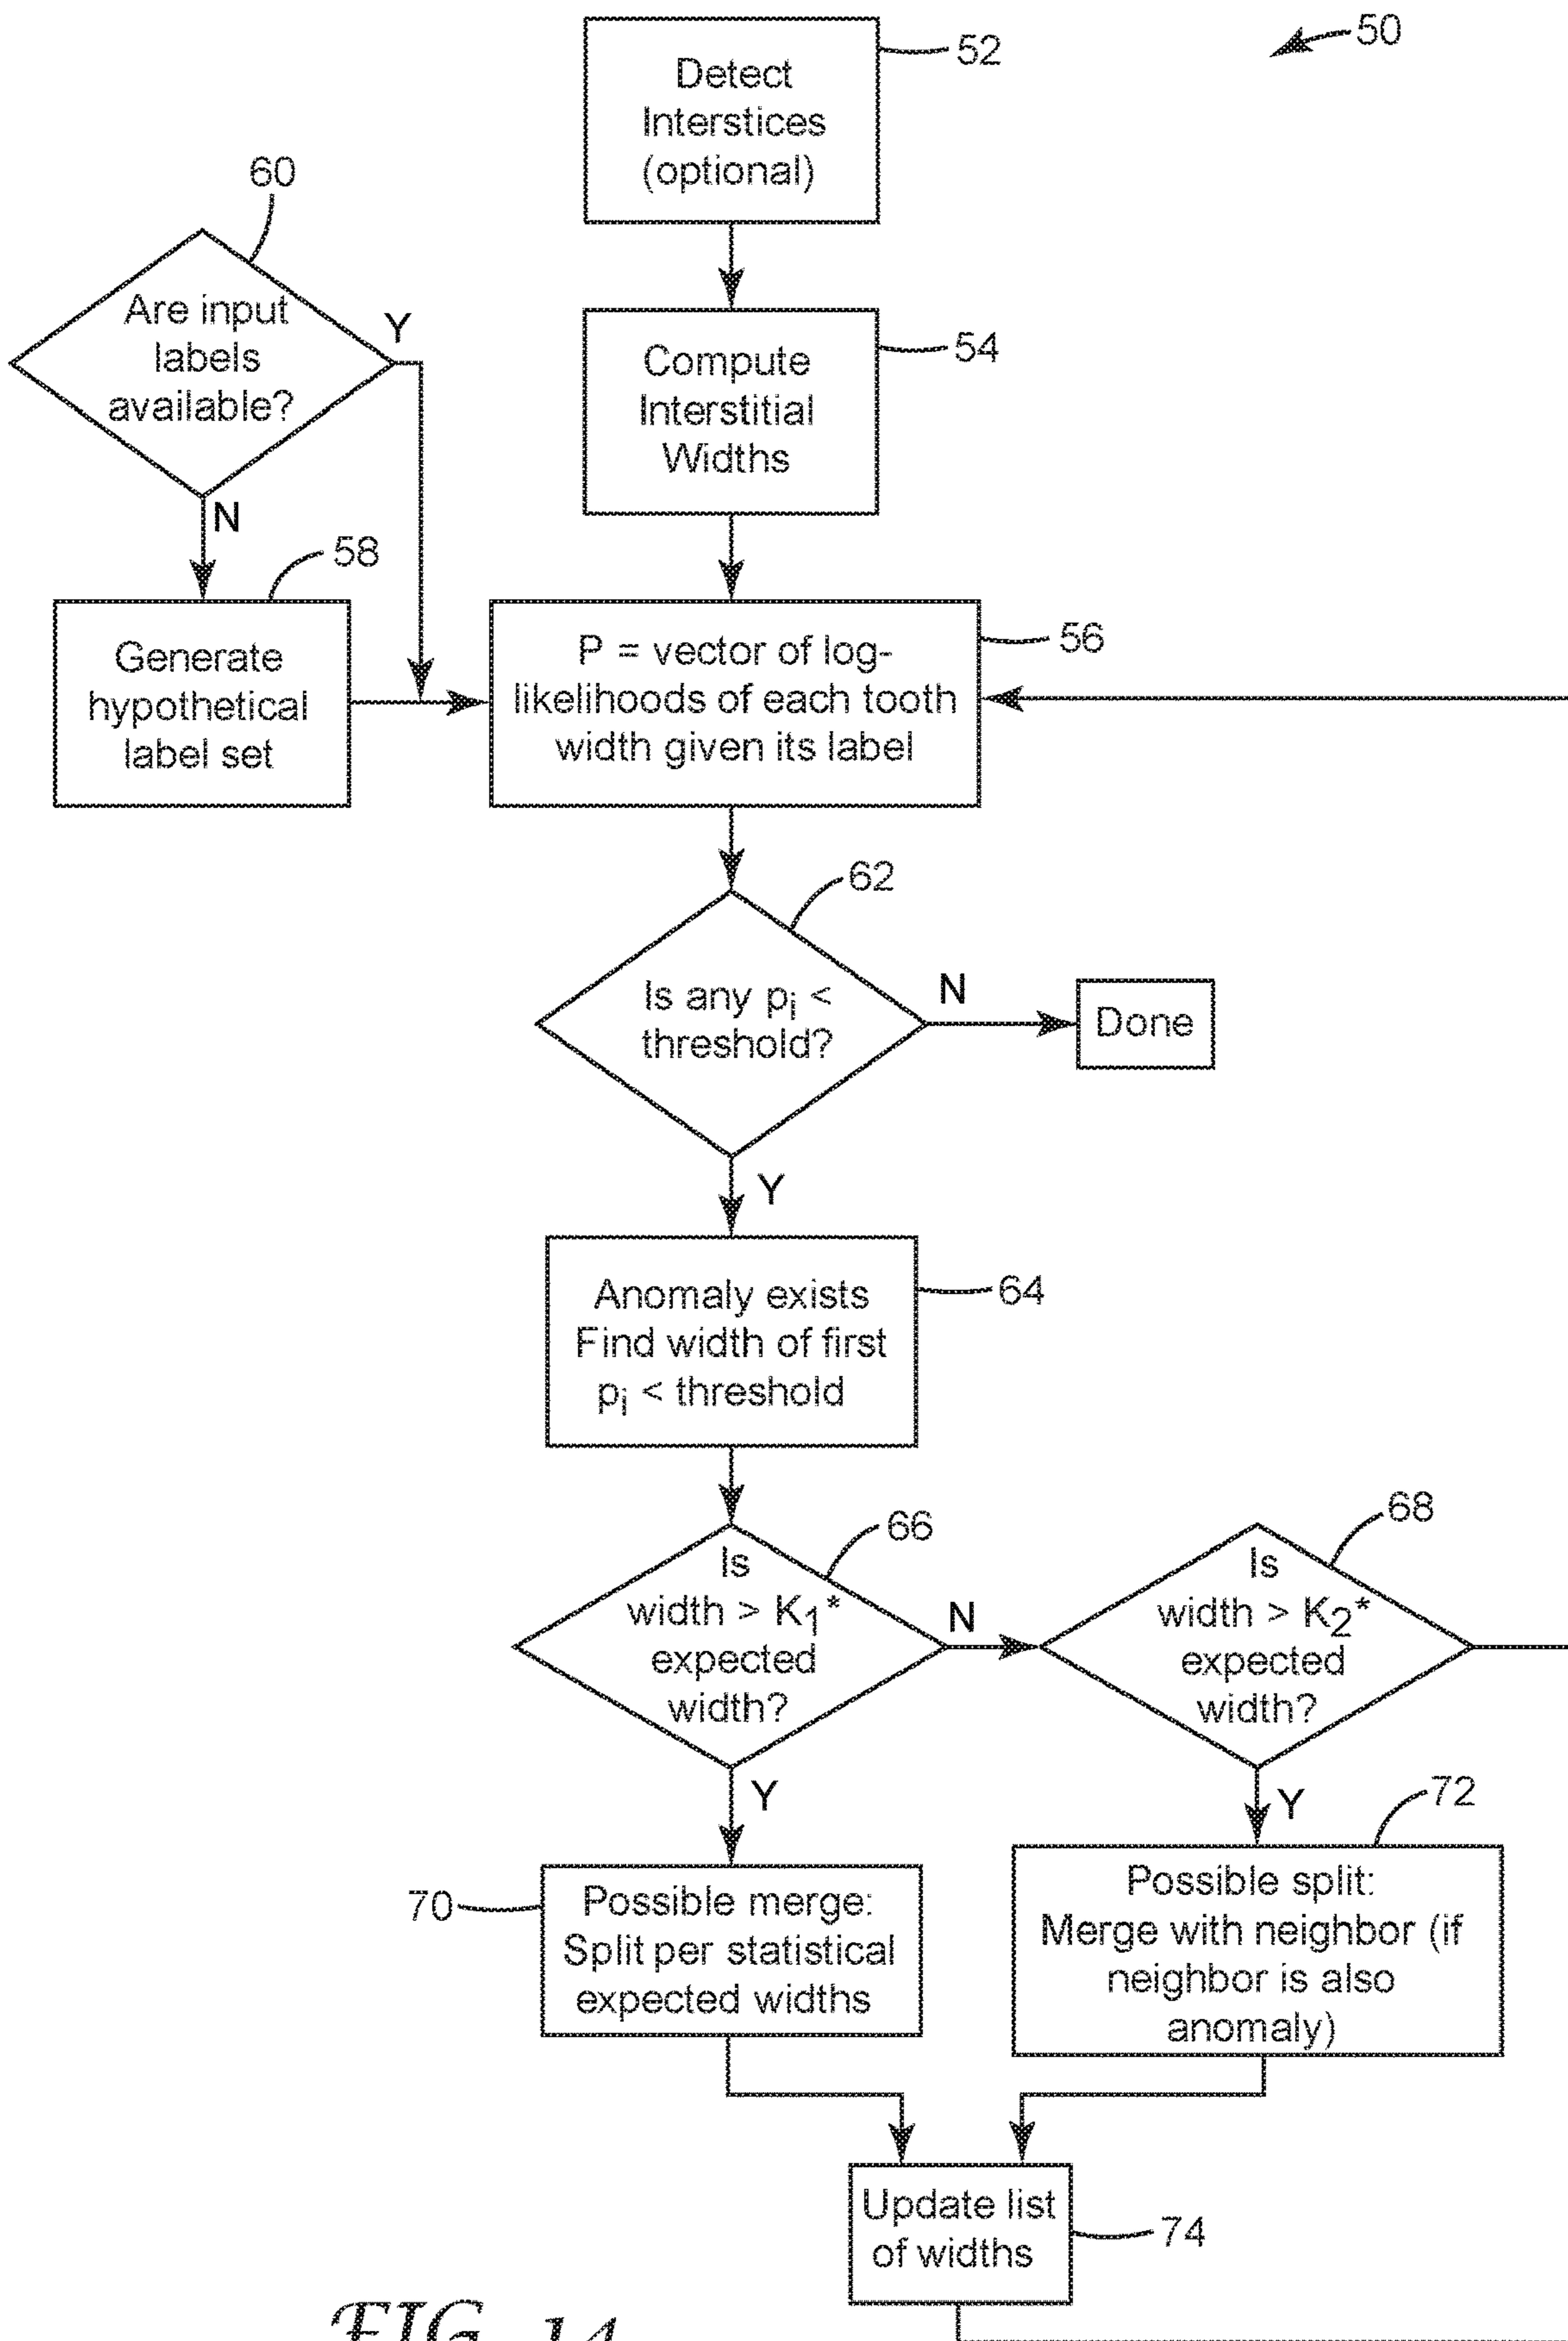 50
52
Detect
Interstices
(optional)
60
Are input
labels
available?
Y
N
54
Compute
Interstitial
Widths
58
Generate
hypothetical
label set
56
P = vector of log-
likelihoods of each tooth
width given its label
62
Is any pi <
threshold?
N
Done
Y
64
Anomaly exists
Find width of first
pi < threshold
66
Is
width > K1*
expected
width?
N
68
Is
width > K2*
expected
width?
Y
Y
70
Possible merge:
Split per statistical
expected widths
72
Possible split:
Merge with neighbor (if
neighbor is also
anomaly)
Update list
of widths
74
FIG. 14